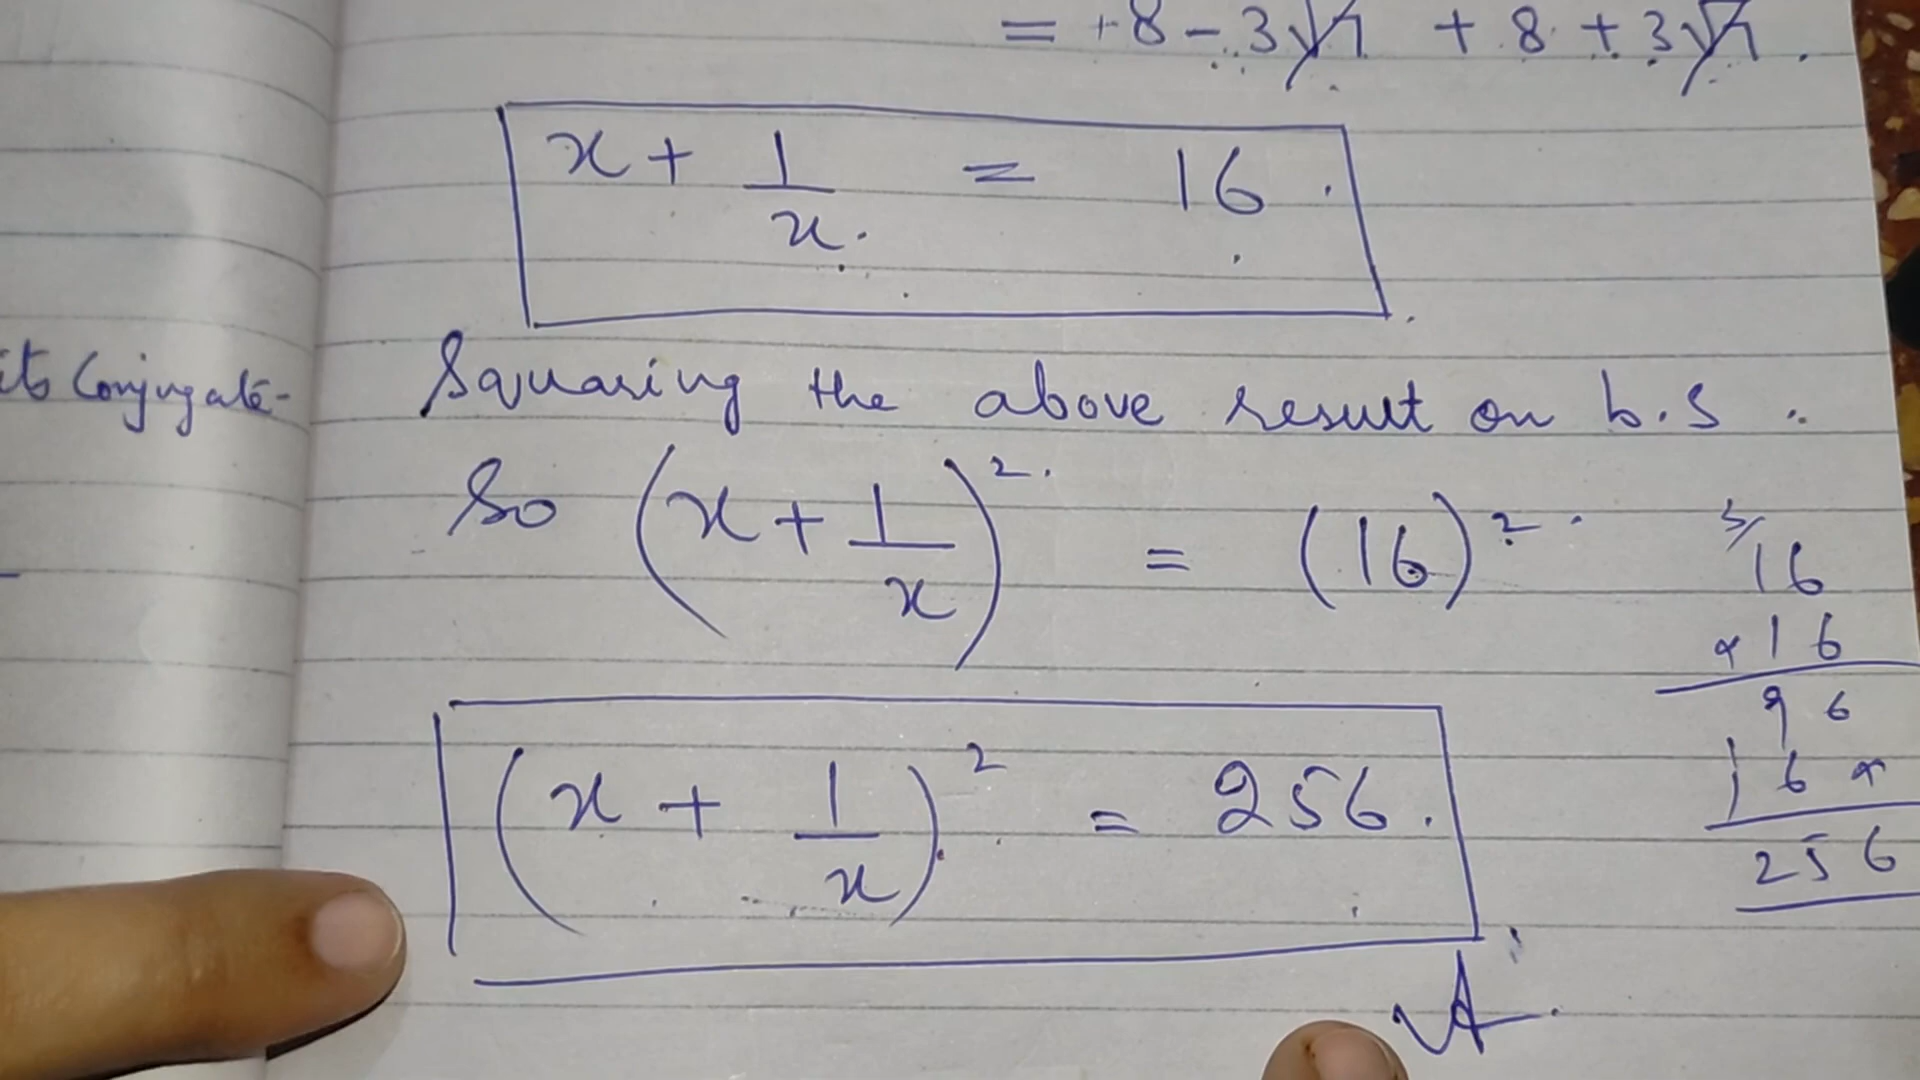 = +8 - 3√7 + 8 + 3√7 .
x + 1/x = 16 .
its Conjugate-
Squaring the above result on b.s .
So (x + 1/x)² = (16)²
3/
16
× 16
96
16 ×
256
(x + 1/x)² = 256 .